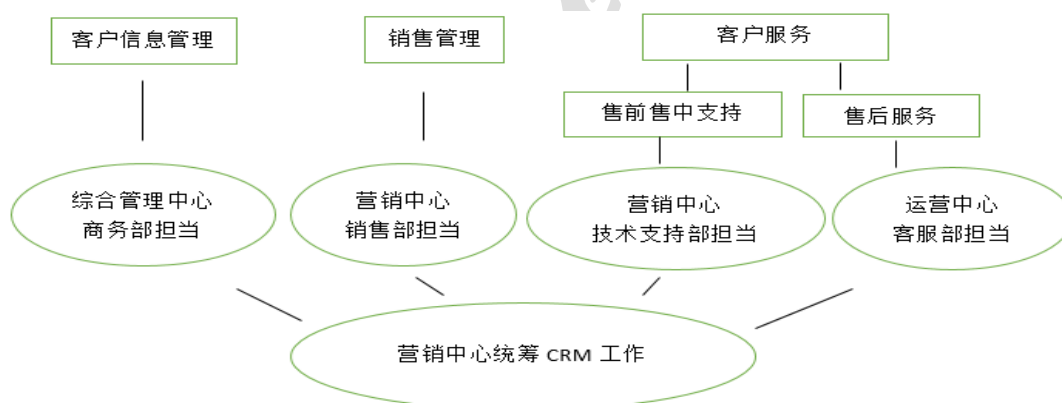 客户信息管理
销售管理
客户服务
售前售中支持
售后服务
综合管理中心
商务部担当
营销中心
销售部担当
营销中心
技术支持部担当
运营中心
客服部担当
营销中心统筹 CRM 工作